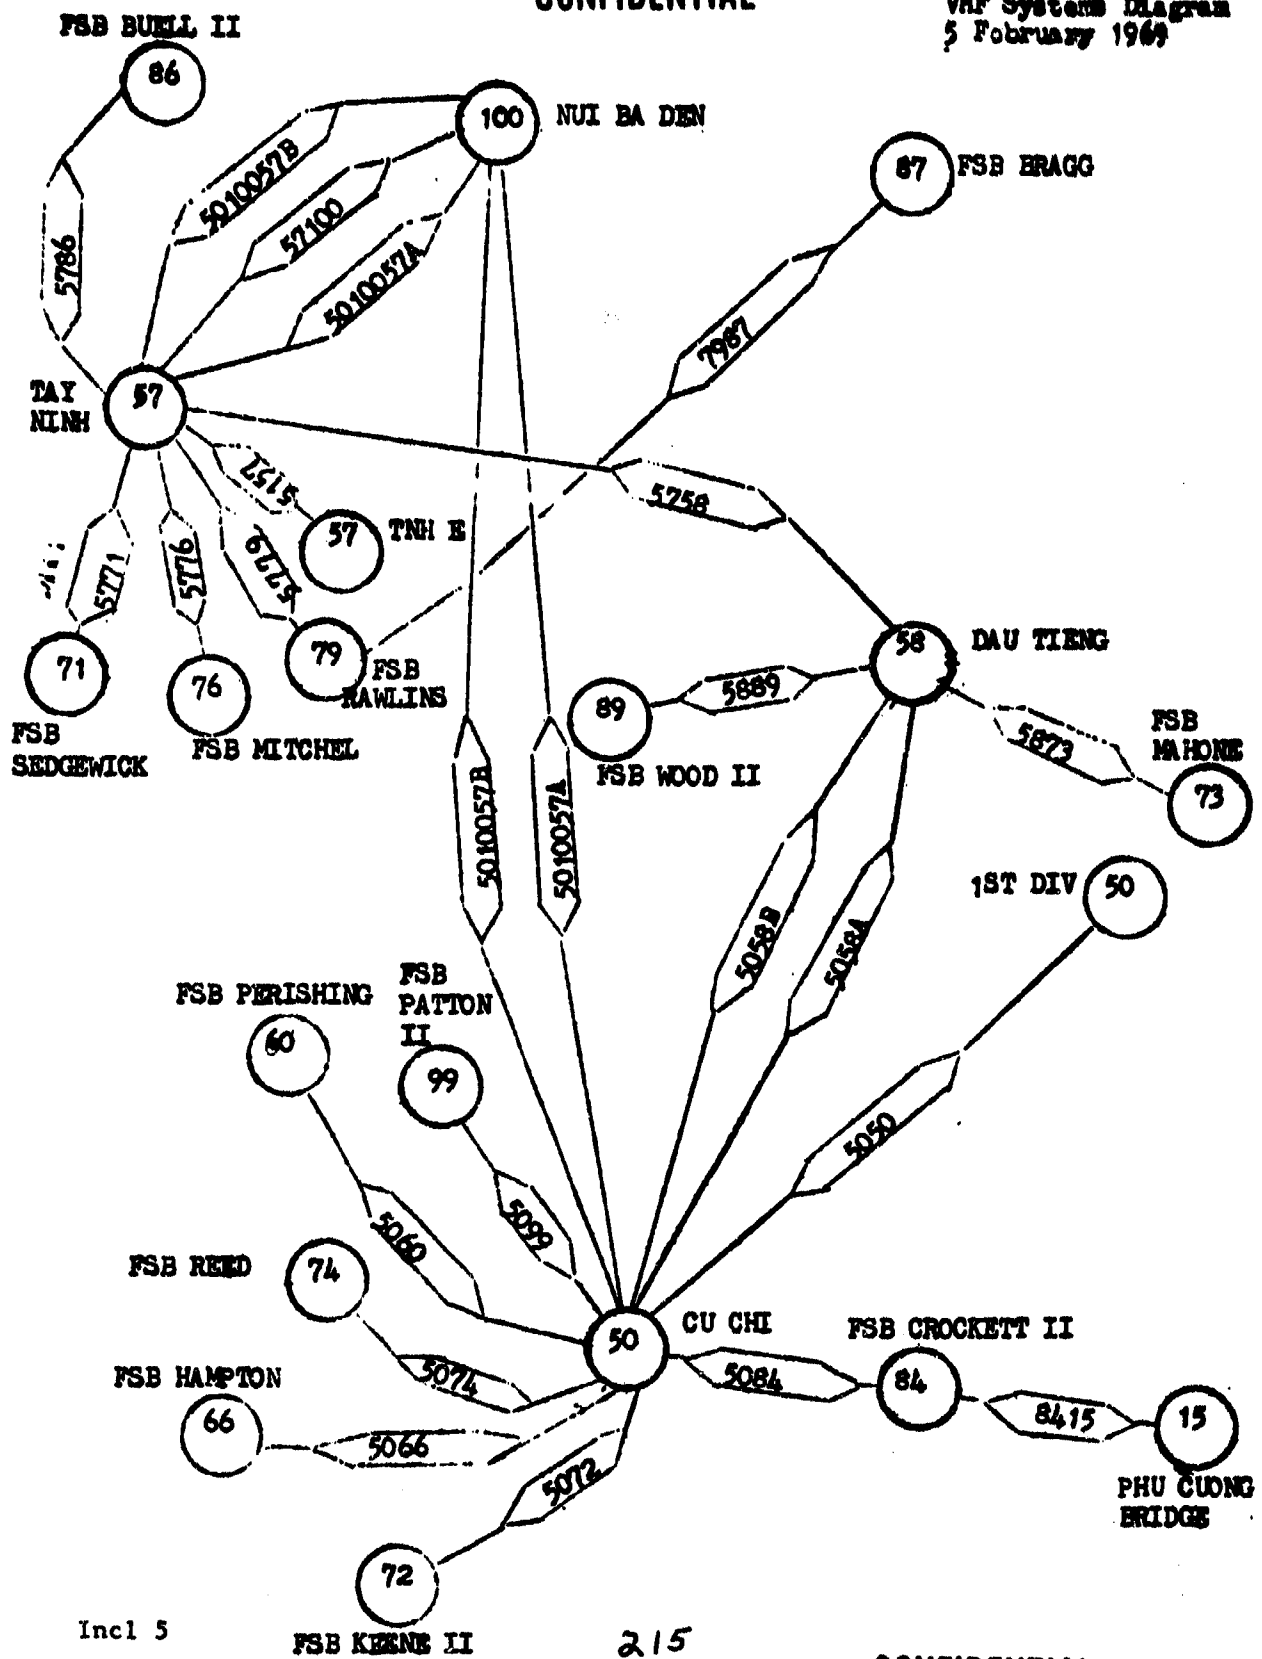 CONFIDENTIAL
VHF Systems Diagram
5 February 1969
FSB BUELL II
86
100
NUI BA DEN
87
FSB BRAGG
5010057B
57100
5010057A
5786
7987
TAY
NINH
57
5758
5157
57
TNH E
5771
5776
5779
58
DAU TIENG
71
76
79
FSB
RAWLINS
FSB
SEDGEWICK
FSB MITCHEL
5889
89
FSB WOOD II
5873
FSB
MAHONE
73
5010057B
5010057A
1ST DIV
50
5058B
5058A
FSB PERISHING
60
FSB
PATTON
II
99
5050
5060
5099
FSB REED
74
5074
50
CU CHI
FSB CROCKETT II
5084
84
8415
15
PHU CUONG
BRIDGE
FSB HAMPTON
66
5066
5072
72
FSB KEENE II
Incl 5
215